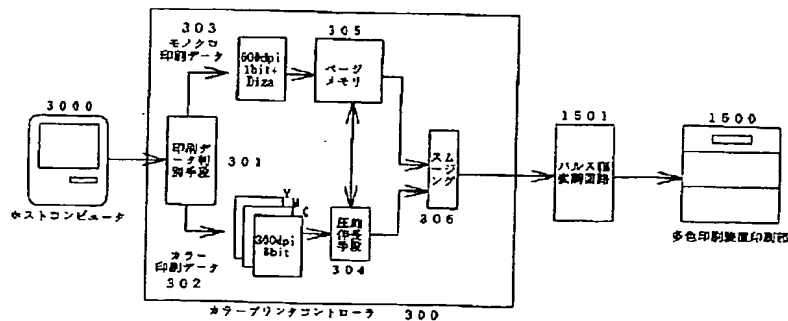 303
モノクロ
印刷データ
600dpi
1bit+
Diza
305
ページ
メモリ
3000
ホストコンピュータ
印刷デー
タ判
別手段
301
カラー
印刷データ
302
Y
M
C
300dpi
8bit
圧縮
伸長
手段
304
スム
ージ
ング
306
1501
パルス幅
変調回路
1500
多色印刷装置印刷部
カラープリンタコントローラ 300